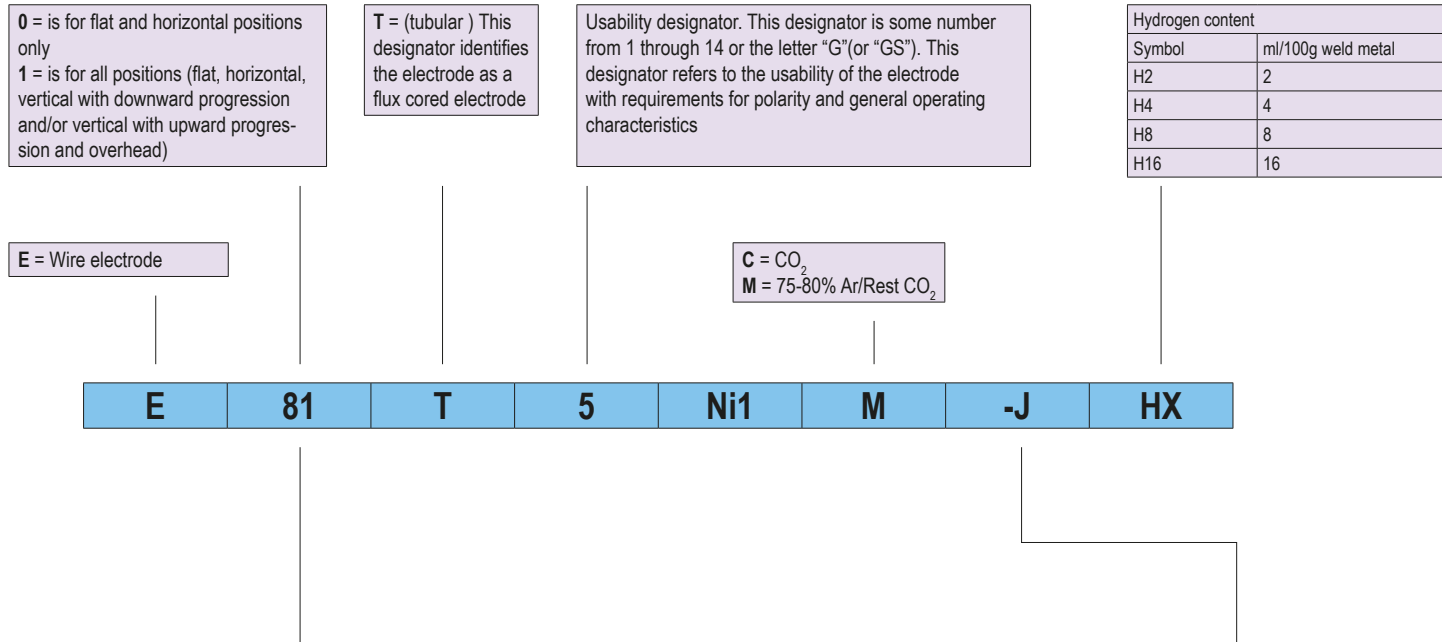 0 = is for flat and horizontal positions
only
1 = is for all positions (flat, horizontal,
vertical with downward progression
and/or vertical with upward progres-
sion and overhead)
T = (tubular ) This
designator identifies
the electrode as a
flux cored electrode
Usability designator. This designator is some number
from 1 through 14 or the letter “G”(or “GS”). This
designator refers to the usability of the electrode
with requirements for polarity and general operating
characteristics
Hydrogen content
Symbol ml/100g weld metal
H2 2
H4 4
H8 8
H16 16
E = Wire electrode
C = CO2
M = 75-80% Ar/Rest CO2
E 81 T 5 Ni1 M -J HX